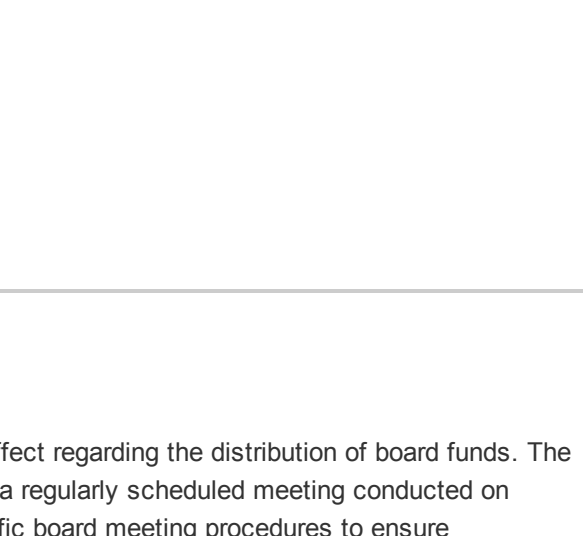 ffect regarding the distribution of board funds. The
a regularly scheduled meeting conducted on
fic board meeting procedures to ensure